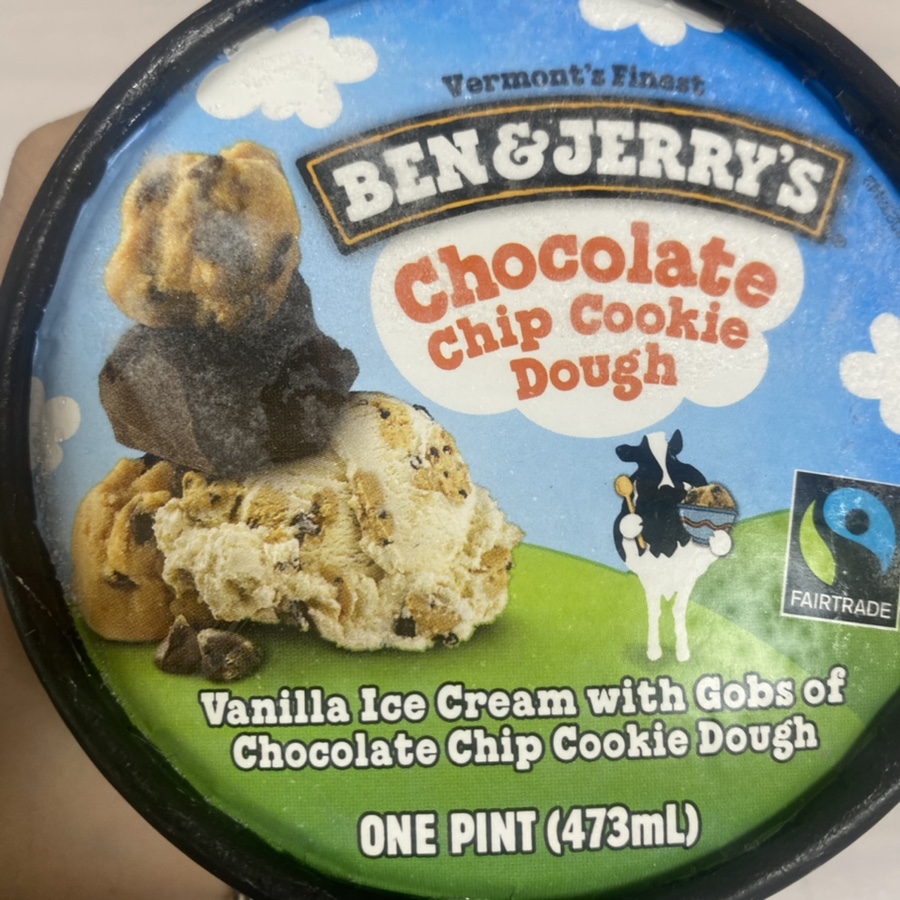 Vermont's Finest
BEN & JERRY'S
Chocolate
Chip Cookie
Dough
FAIRTRADE
Vanilla Ice Cream with Gobs of
Chocolate Chip Cookie Dough
ONE PINT (473mL)